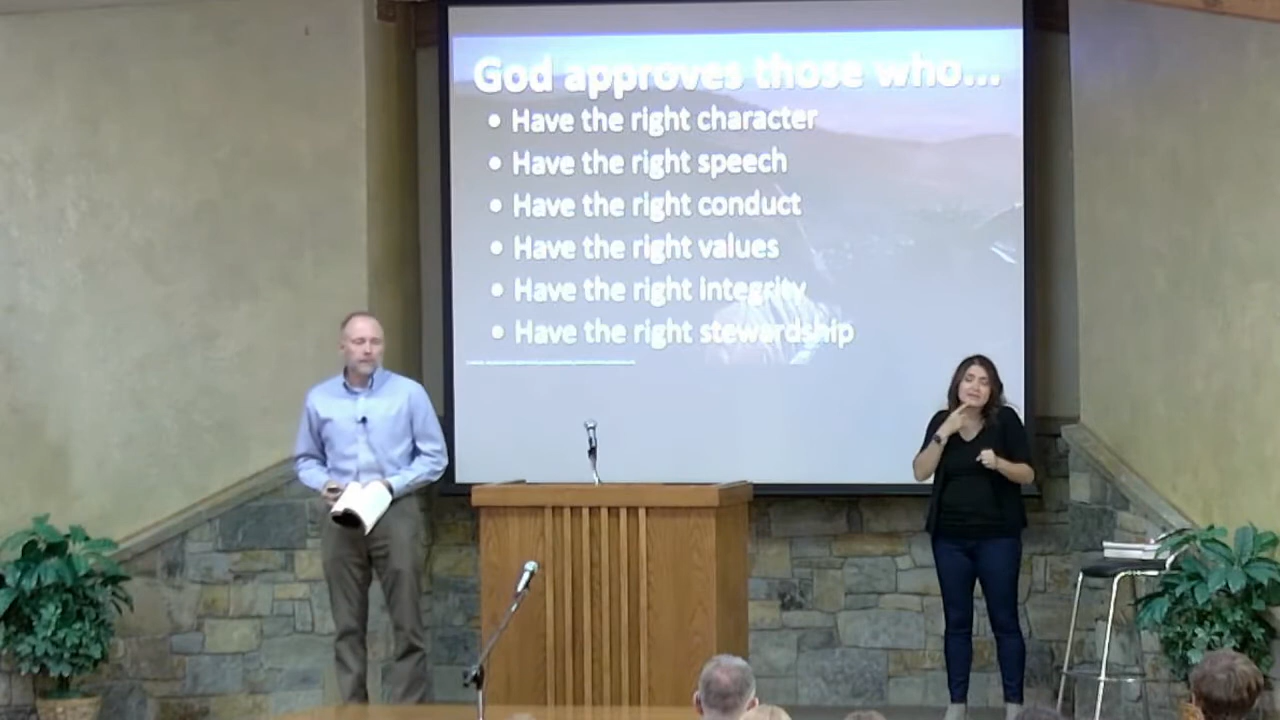 God approves those who...
• Have the right character
• Have the right speech
• Have the right conduct
• Have the right values
• Have the right integrity
• Have the right stewardship